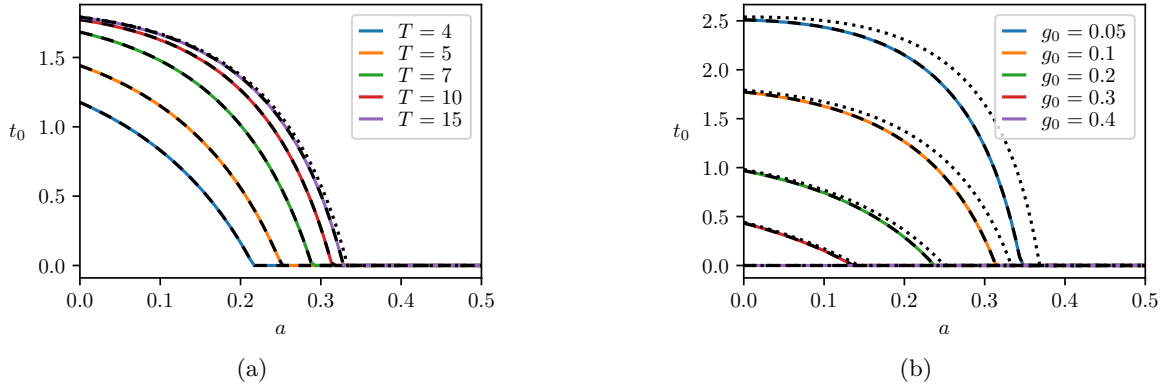 t₀
1.5
1.0
0.5
0.0
0.0 0.1 0.2 0.3 0.4 0.5
a
T = 4
T = 5
T = 7
T = 10
T = 15
(a)
t₀
2.5
2.0
1.5
1.0
0.5
0.0
0.0 0.1 0.2 0.3 0.4 0.5
a
g₀ = 0.05
g₀ = 0.1
g₀ = 0.2
g₀ = 0.3
g₀ = 0.4
(b)